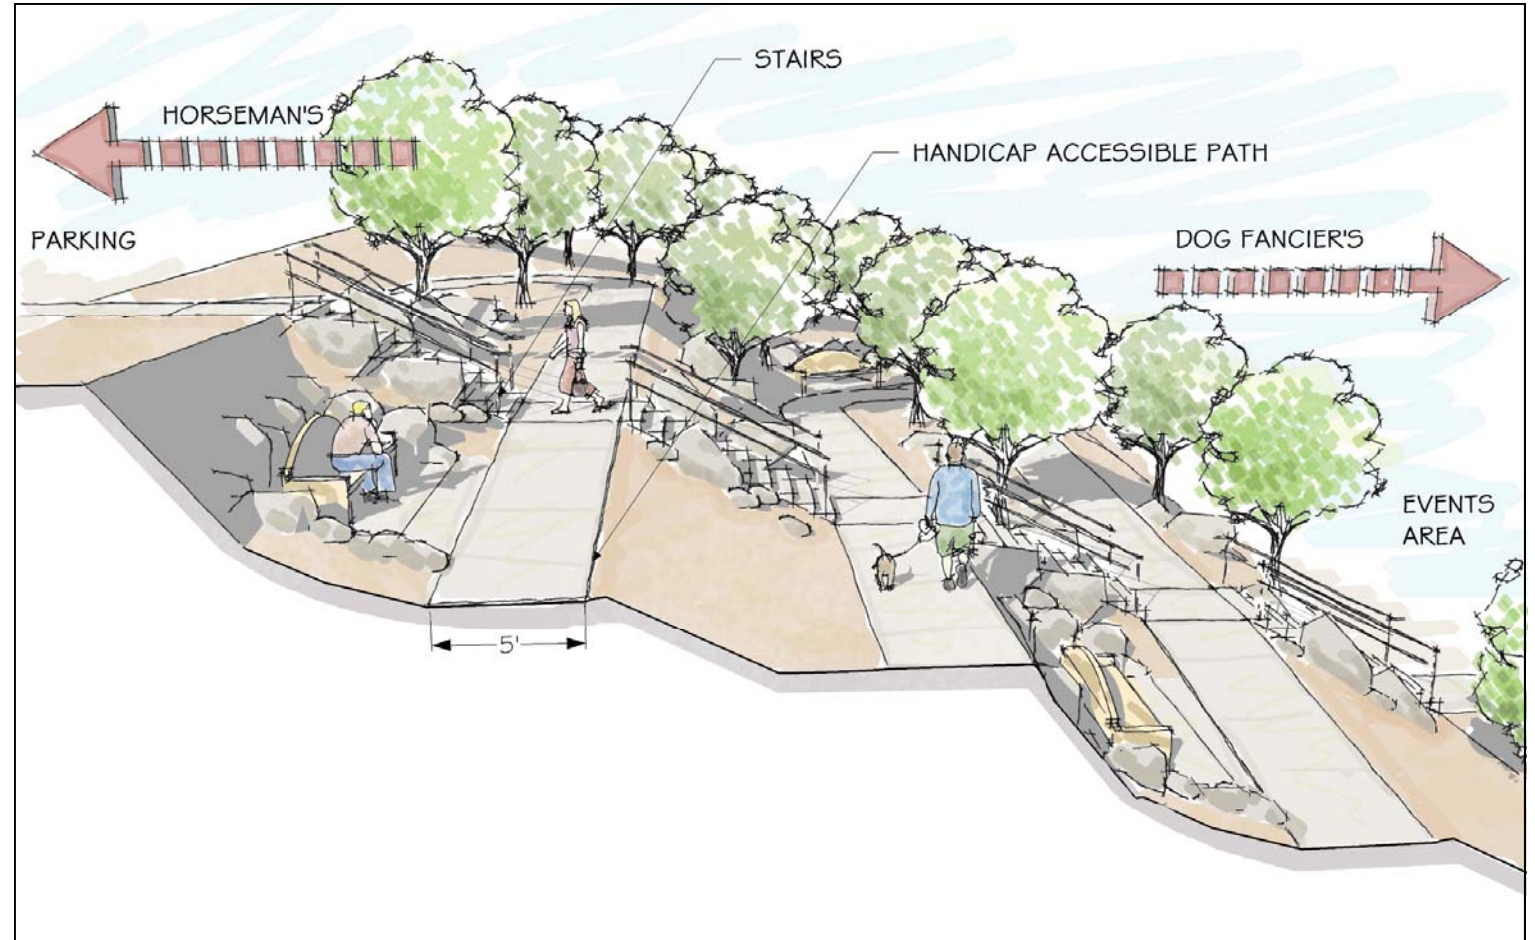 STAIRS
HORSEMAN'S
HANDICAP ACCESSIBLE PATH
PARKING
DOG FANCIER'S
EVENTS
AREA
5'